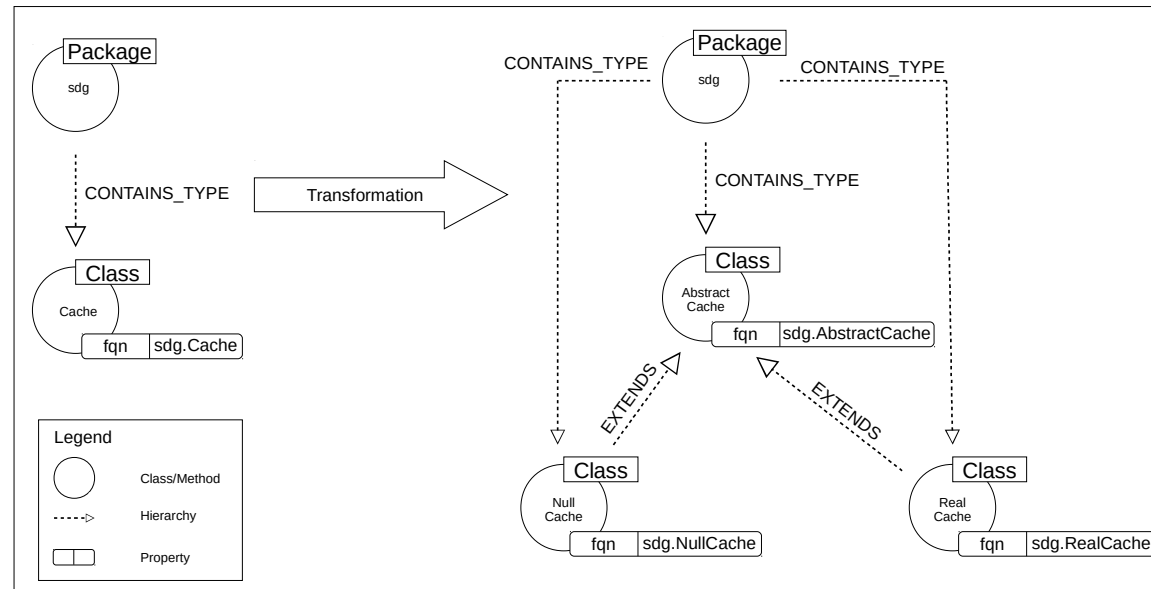 Package
sdg
CONTAINS_TYPE
Class
Cache
fqn sdg.Cache
Transformation
Package
sdg
CONTAINS_TYPE
CONTAINS_TYPE
CONTAINS_TYPE
Class
Abstract
Cache
fqn sdg.AbstractCache
EXTENDS
EXTENDS
Class
Null
Cache
fqn sdg.NullCache
Class
Real
Cache
fqn sdg.RealCache
Legend
Class/Method
Hierarchy
Property